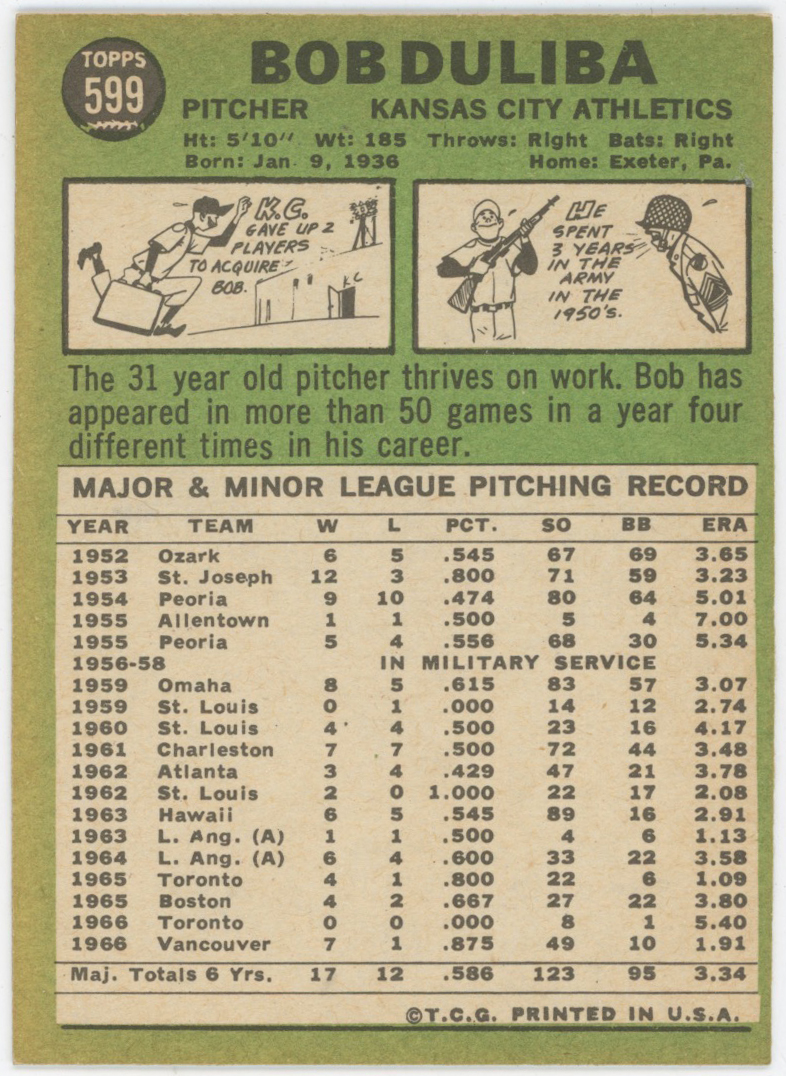 TOPPS
599
BOB DULIBA
PITCHER KANSAS CITY ATHLETICS
Ht: 5'10" Wt: 185 Throws: Right Bats: Right
Born: Jan. 9, 1936 Home: Exeter, Pa.
K.C.
GAVE UP 2
PLAYERS
TO ACQUIRE
BOB.
KC
HE
SPENT
3 YEARS
IN THE
ARMY
IN THE
1950'S.
The 31 year old pitcher thrives on work. Bob has
appeared in more than 50 games in a year four
different times in his career.
MAJOR & MINOR LEAGUE PITCHING RECORD
YEAR TEAM W L PCT. SO BB ERA
1952 Ozark 6 5 .545 67 69 3.65
1953 St. Joseph 12 3 .800 71 59 3.23
1954 Peoria 9 10 .474 80 64 5.01
1955 Allentown 1 1 .500 5 4 7.00
1955 Peoria 5 4 .556 68 30 5.34
1956-58 IN MILITARY SERVICE
1959 Omaha 8 5 .615 83 57 3.07
1959 St. Louis 0 1 .000 14 12 2.74
1960 St. Louis 4 4 .500 23 16 4.17
1961 Charleston 7 7 .500 72 44 3.48
1962 Atlanta 3 4 .429 47 21 3.78
1962 St. Louis 2 0 1.000 22 17 2.08
1963 Hawaii 6 5 .545 89 16 2.91
1963 L. Ang. (A) 1 1 .500 4 6 1.13
1964 L. Ang. (A) 6 4 .600 33 22 3.58
1965 Toronto 4 1 .800 22 6 1.09
1965 Boston 4 2 .667 27 22 3.80
1966 Toronto 0 0 .000 8 1 5.40
1966 Vancouver 7 1 .875 49 10 1.91
Maj. Totals 6 Yrs. 17 12 .586 123 95 3.34
©T.C.G. PRINTED IN U.S.A.